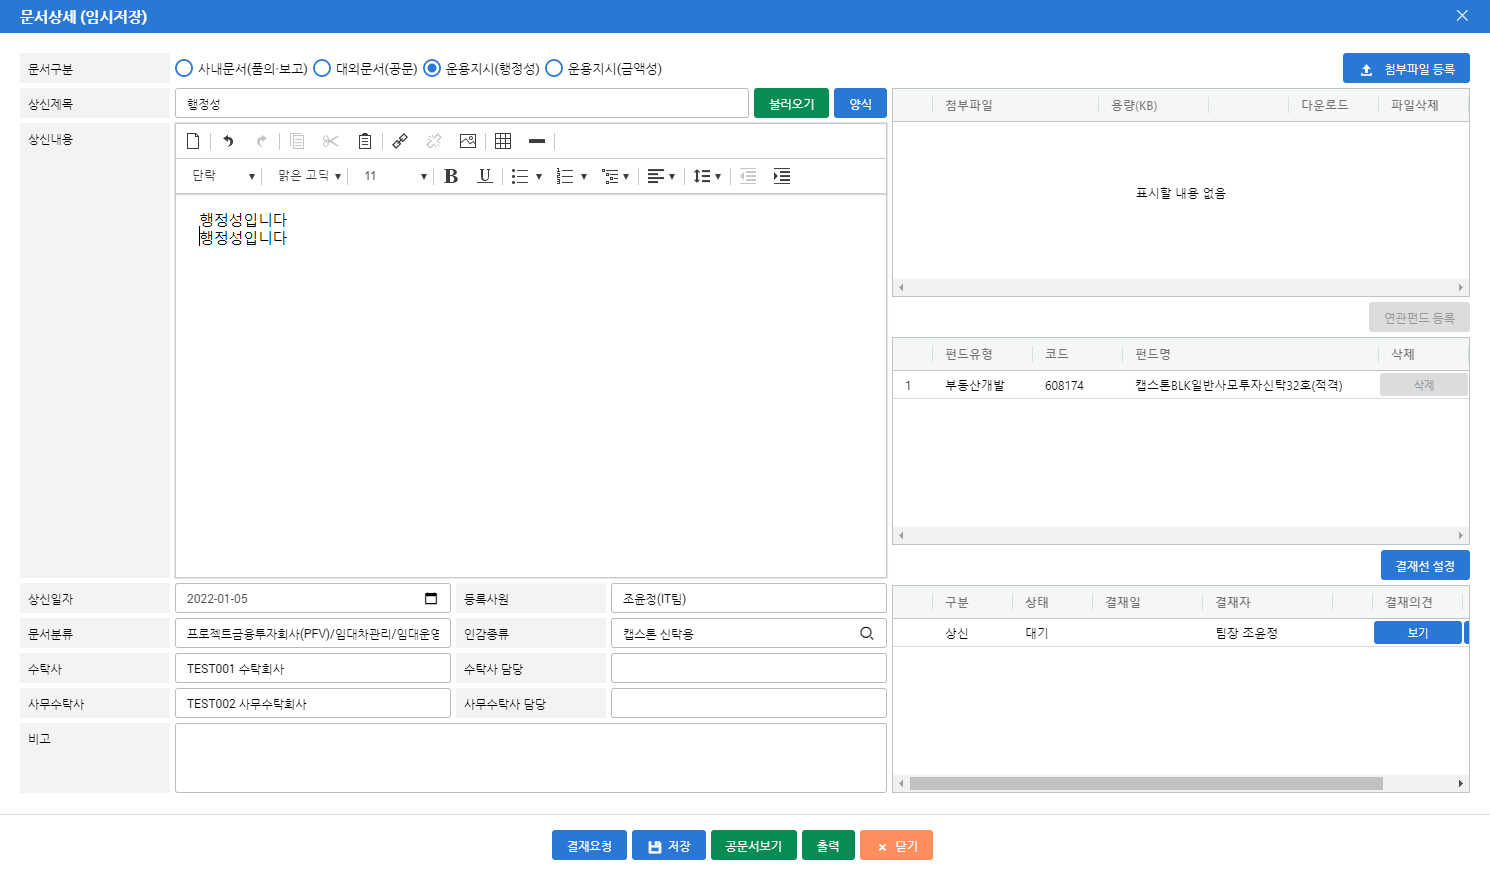 문서상세 (임시저장)
문서구분
사내문서(품의·보고) 대외문서(공문) 운용지시(행정성) 운용지시(금액성)
첨부파일 등록
상신제목
행정성
불러오기
양식
첨부파일 용량(KB) 다운로드 파일삭제
상신내용
단락 맑은 고딕 11 B U
표시할 내용 없음
행정성입니다
행정성입니다
연관펀드 등록
펀드유형 코드 펀드명 삭제
1 부동산개발 608174 캡스톤BLK일반사모투자신탁32호(적격) 삭제
결재선 설정
상신일자 2022-01-05 등록사원 조윤정(IT팀)
구분 상태 결재일 결재자 결재의견
문서분류 프로젝트금융투자회사(PFV)/임대차관리/임대운영 인감종류 캡스톤 신탁용
상신 대기 팀장 조윤정 보기
수탁사 TEST001 수탁회사 수탁사 담당
사무수탁사 TEST002 사무수탁회사 사무수탁사 담당
비고
결재요청 저장 공문서보기 출력 닫기